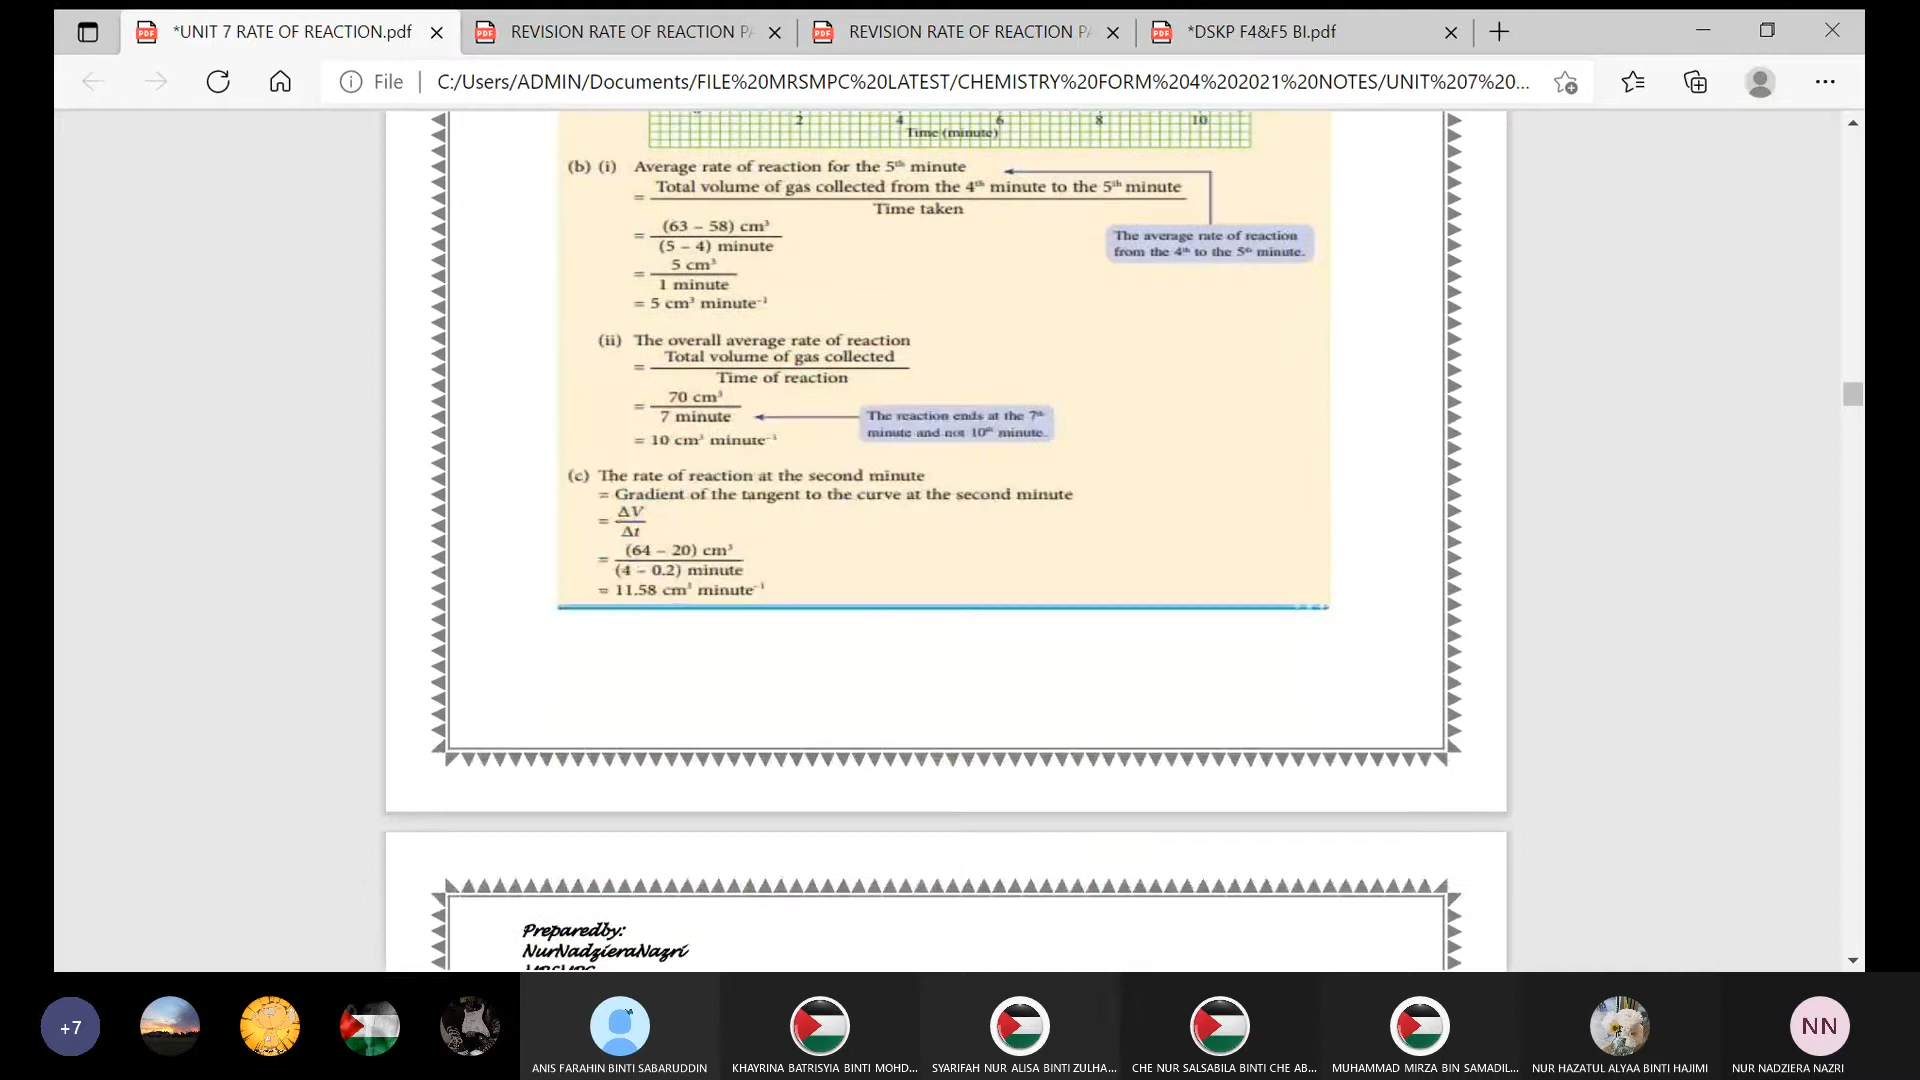 *UNIT 7 RATE OF REACTION.pdf
REVISION RATE OF REACTION PA
REVISION RATE OF REACTION PA
*DSKP F4&F5 BI.pdf
File
C:/Users/ADMIN/Documents/FILE%20MRSMPC%20LATEST/CHEMISTRY%20FORM%204%202021%20NOTES/UNIT%207%20...
2 4 6 8 10
Time (minute)
(b) (i) Average rate of reaction for the 5th minute
= Total volume of gas collected from the 4th minute to the 5th minute
Time taken
= (63 – 58) cm³
(5 – 4) minute
= 5 cm³
1 minute
= 5 cm³ minute⁻¹
The average rate of reaction
from the 4th to the 5th minute.
(ii) The overall average rate of reaction
= Total volume of gas collected
Time of reaction
= 70 cm³
7 minute
= 10 cm³ minute⁻¹
The reaction ends at the 7th
minute and not 10th minute.
(c) The rate of reaction at the second minute
= Gradient of the tangent to the curve at the second minute
= ΔV
Δt
= (64 – 20) cm³
(4 – 0.2) minute
= 11.58 cm³ minute⁻¹
Preparedby:
NurNadzieraNazri
MRSMPC
+7
ANIS FARAHIN BINTI SABARUDDIN
KHAYRINA BATRISYIA BINTI MOHD...
SYARIFAH NUR ALISA BINTI ZULHA...
CHE NUR SALSABILA BINTI CHE AB...
MUHAMMAD MIRZA BIN SAMADIL...
NUR HAZATUL ALYAA BINTI HAJIMI
NN
NUR NADZIERA NAZRI